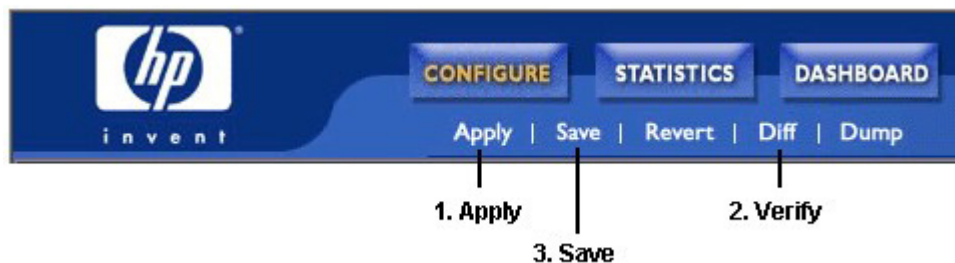 hp
invent
CONFIGURE STATISTICS DASHBOARD
Apply | Save | Revert | Diff | Dump
1. Apply 2. Verify
3. Save